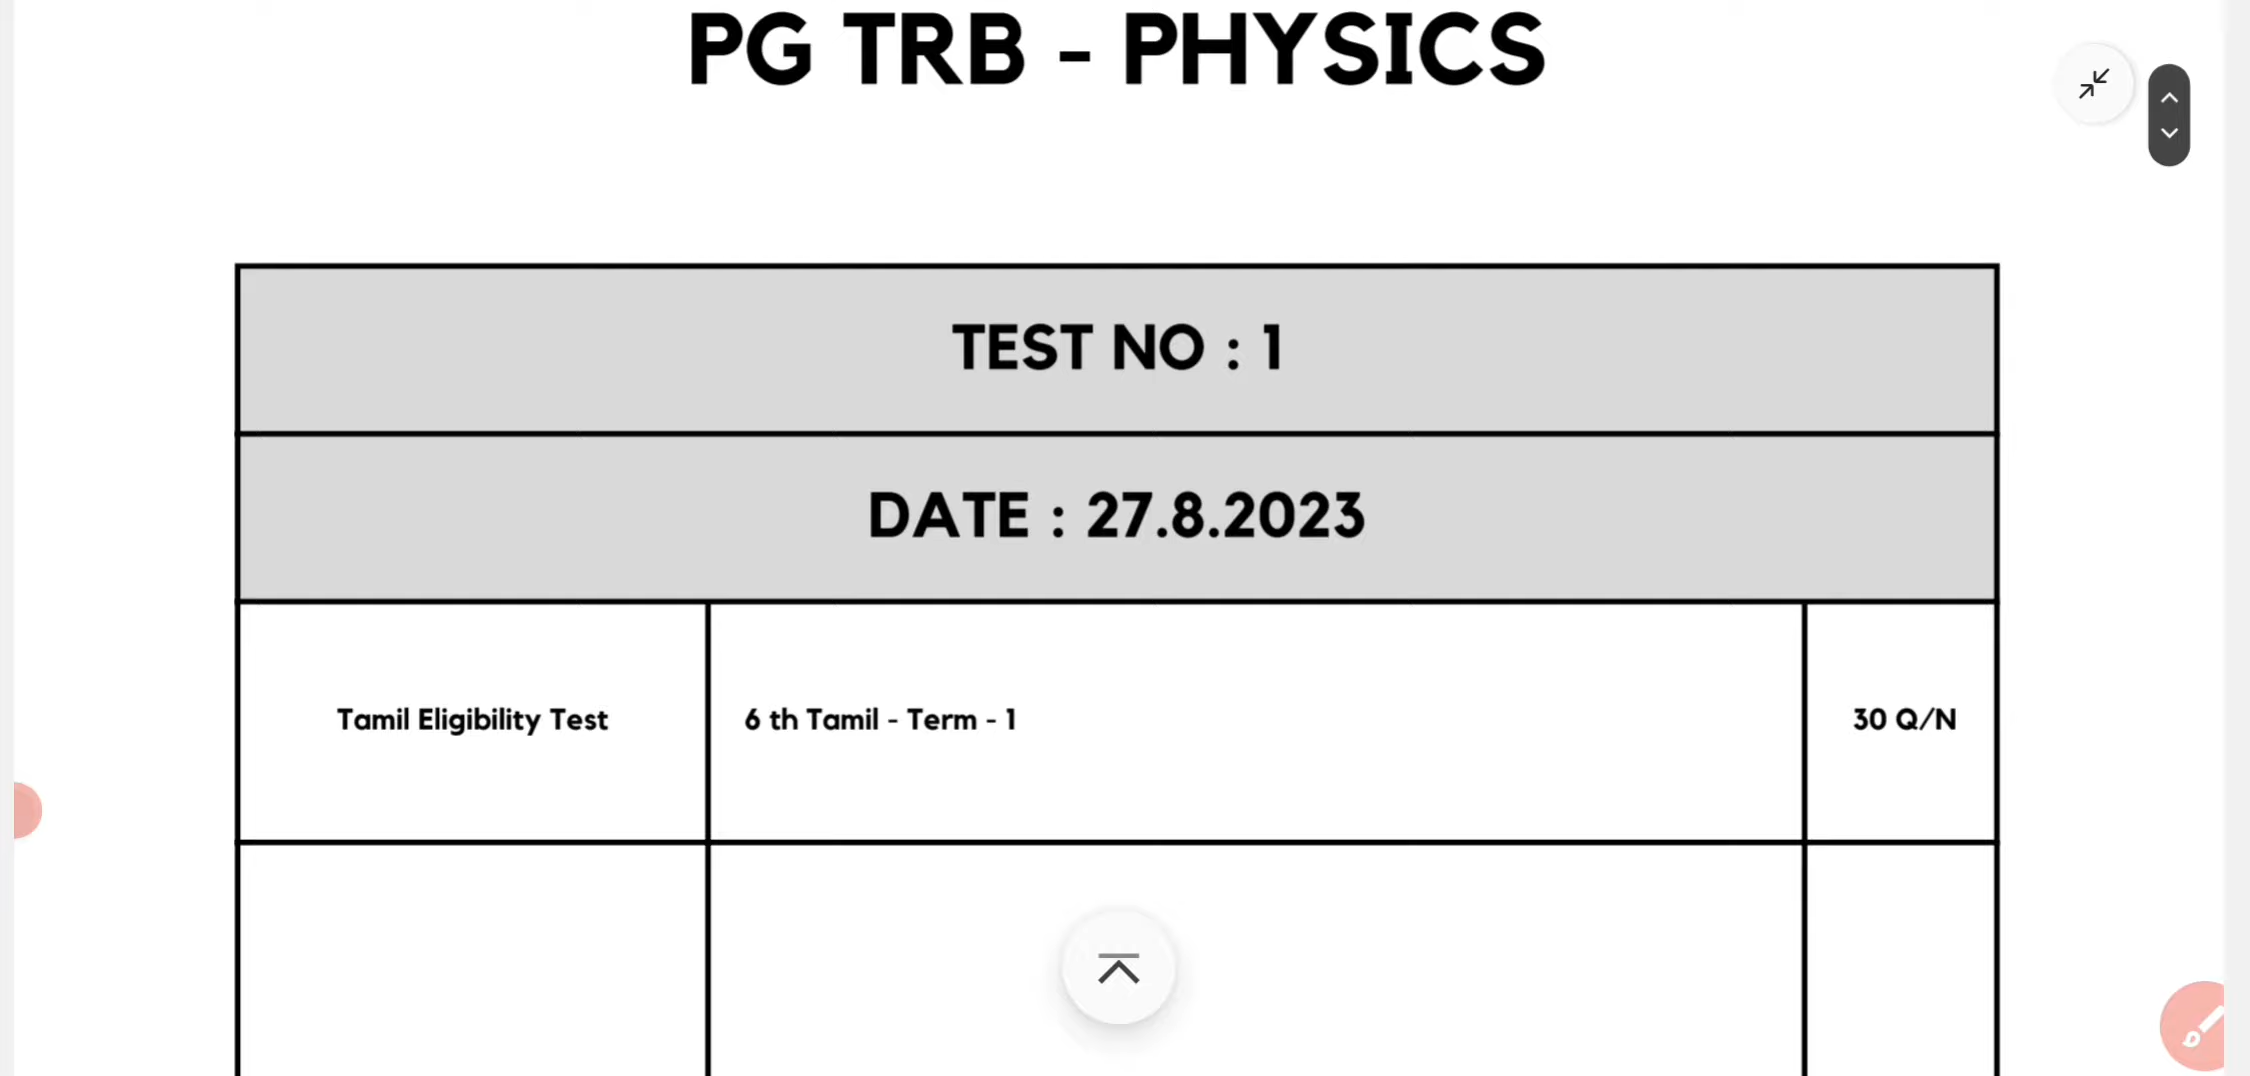 PG TRB - PHYSICS
TEST NO : 1
DATE : 27.8.2023
Tamil Eligibility Test
6 th Tamil - Term - 1
30 Q/N